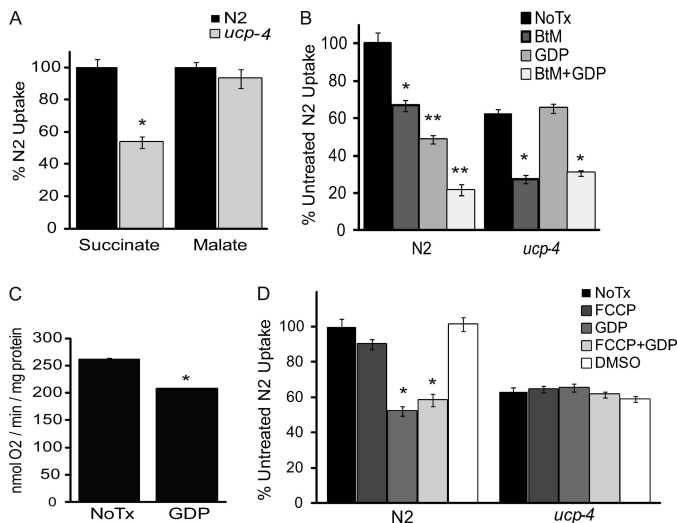 A
N2
ucp-4
% N2 Uptake
100
80
60
40
20
0
*
Succinate
Malate
B
NoTx
BtM
GDP
BtM+GDP
% Untreated N2 Uptake
100
80
60
40
20
0
*
**
**
*
*
N2
ucp-4
C
nmol O2 / min / mg protein
300
250
200
150
100
50
0
*
NoTx
GDP
D
NoTx
FCCP
GDP
FCCP+GDP
DMSO
% Untreated N2 Uptake
100
80
60
40
20
0
*
*
N2
ucp-4